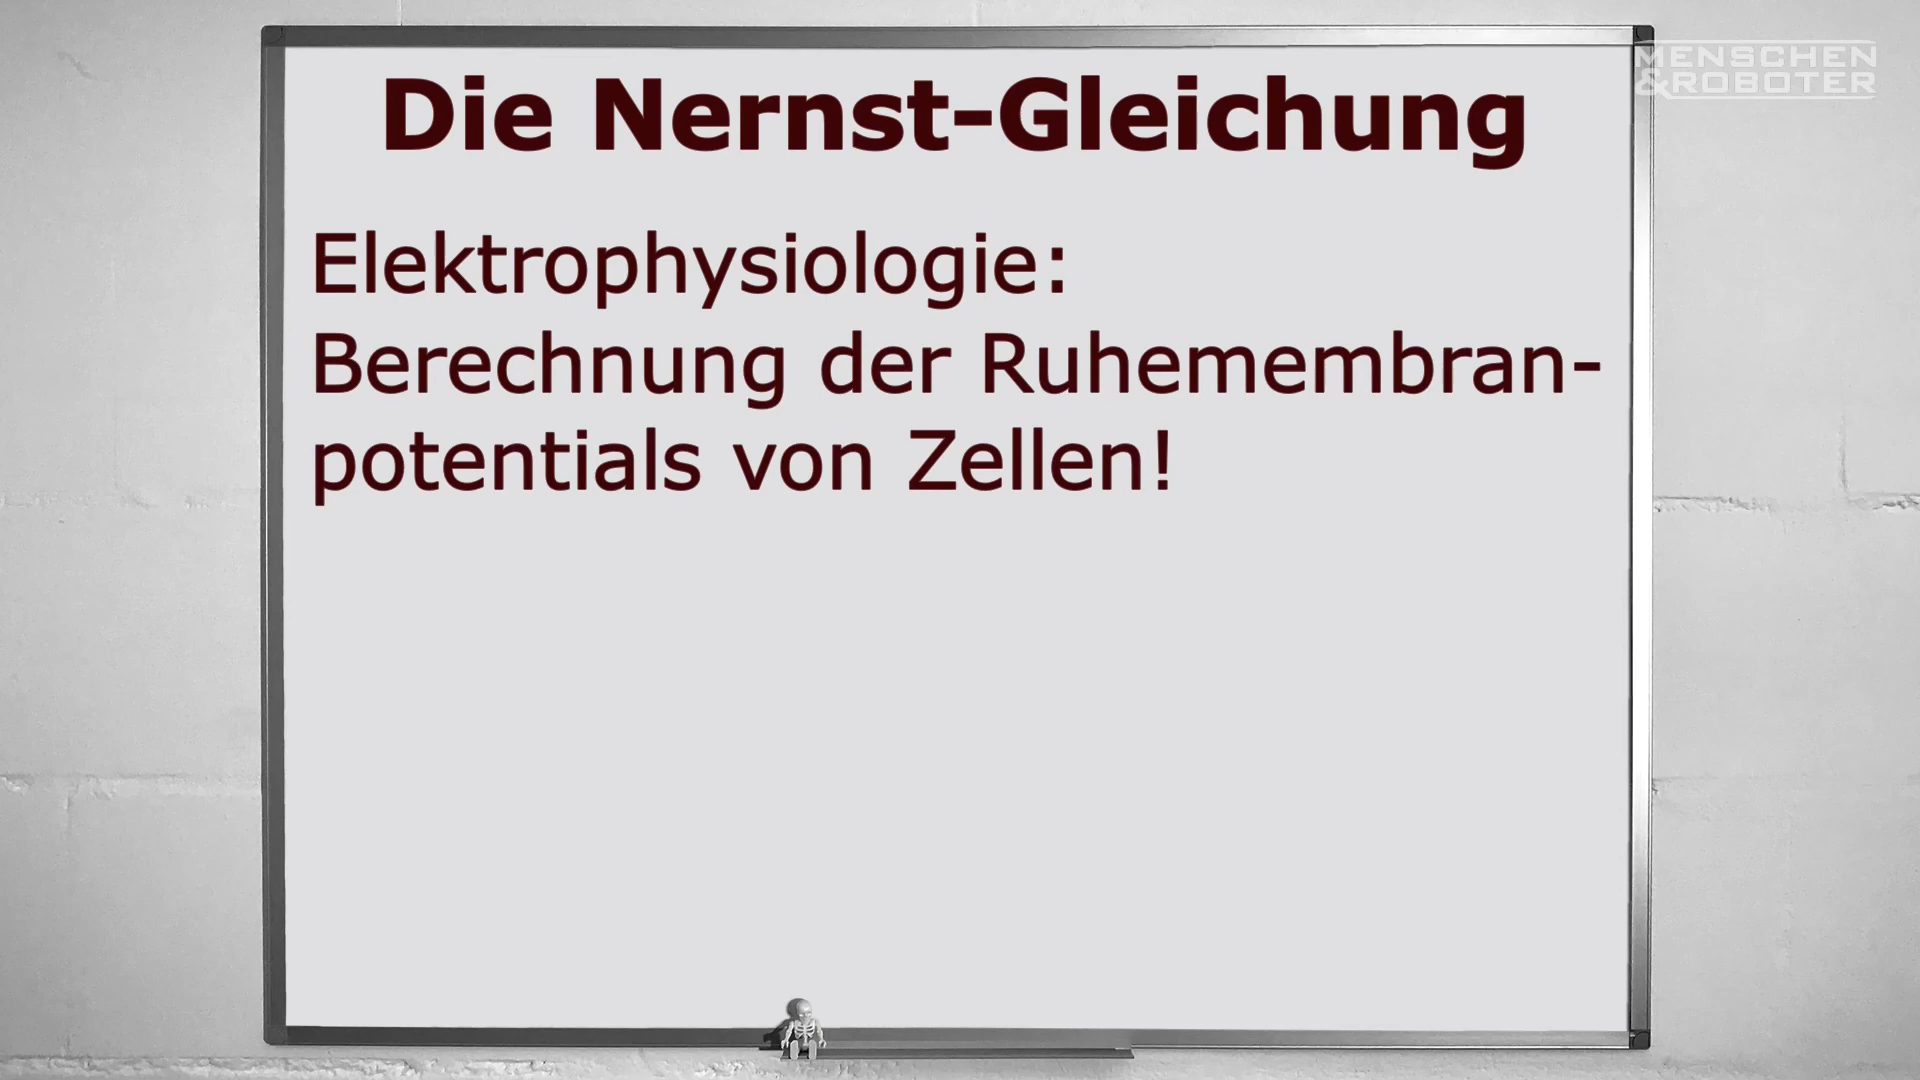 MENSCHEN
&ROBOTER
Die Nernst-Gleichung
Elektrophysiologie:
Berechnung der Ruhemembran-
potentials von Zellen!